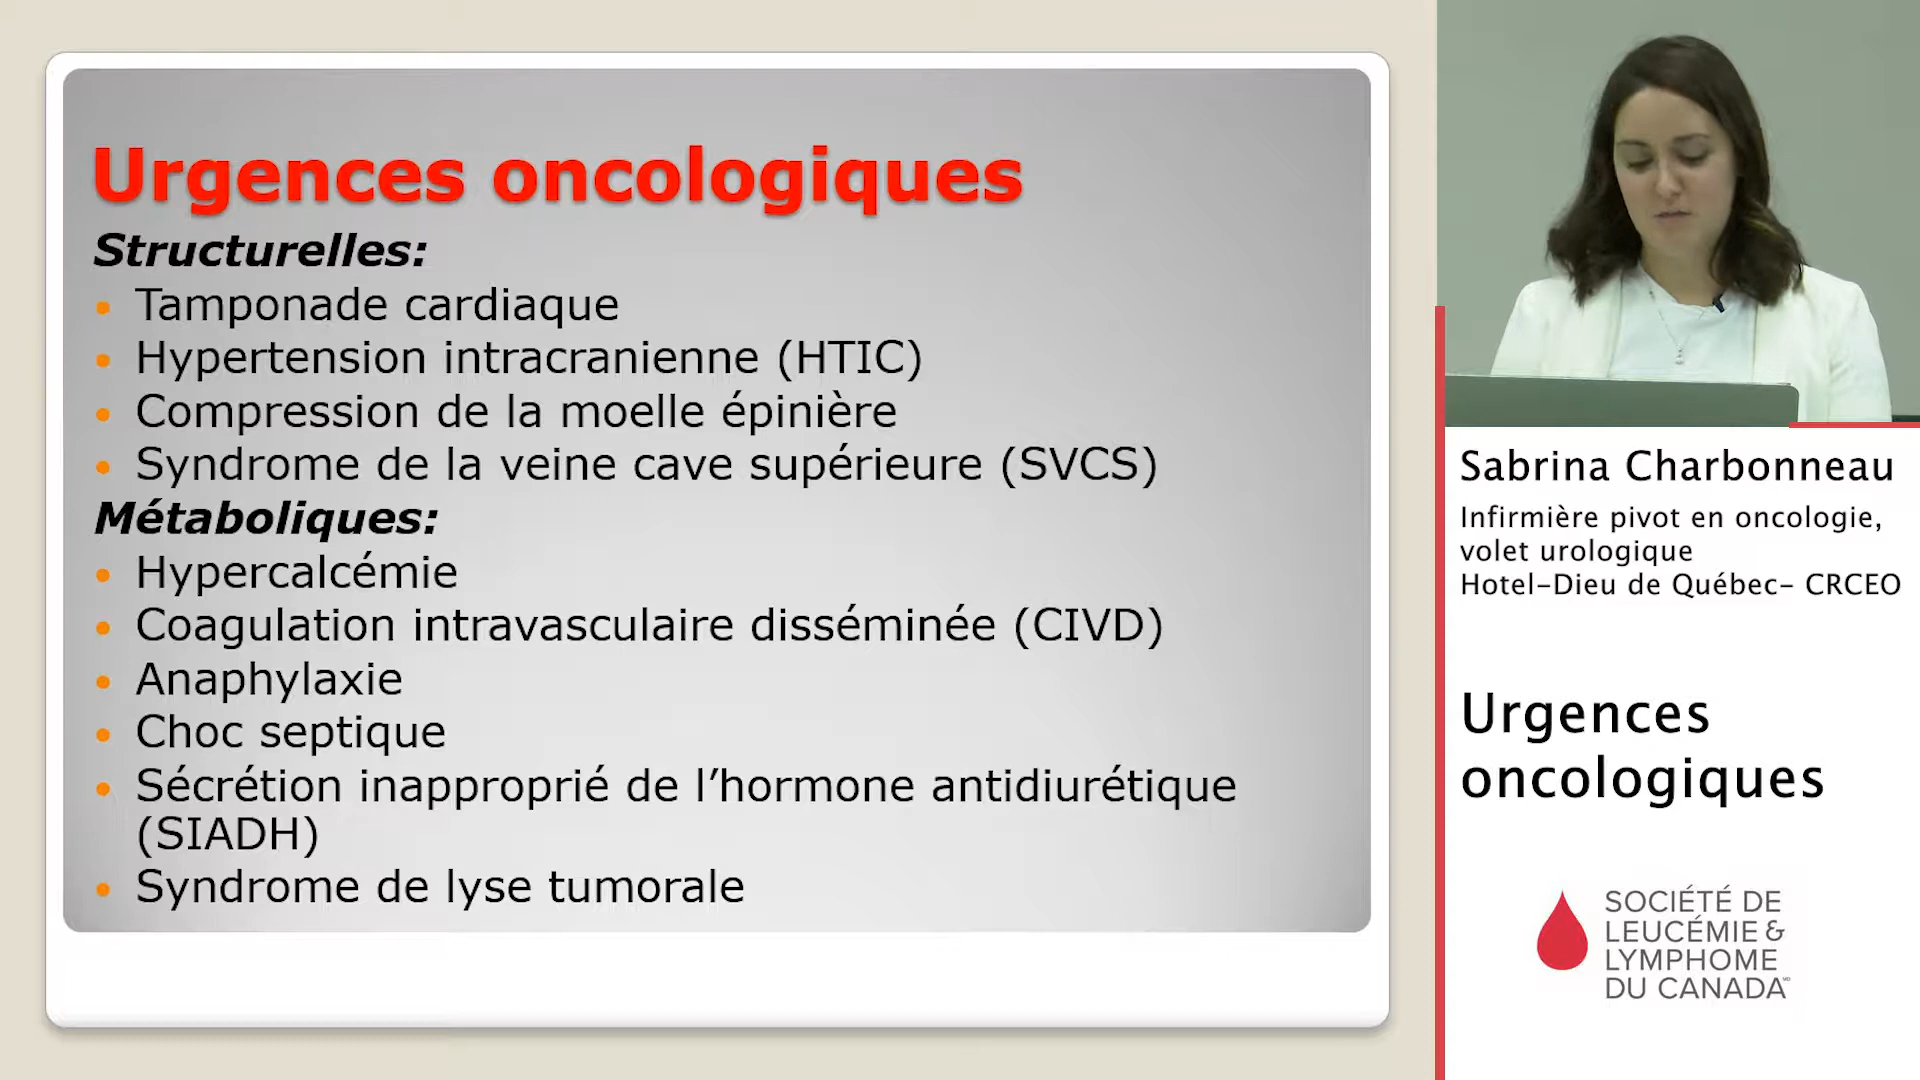 Urgences oncologiques
Structurelles:
• Tamponade cardiaque
• Hypertension intracranienne (HTIC)
• Compression de la moelle épinière
• Syndrome de la veine cave supérieure (SVCS)
Métaboliques:
• Hypercalcémie
• Coagulation intravasculaire disséminée (CIVD)
• Anaphylaxie
• Choc septique
• Sécrétion inapproprié de l’hormone antidiurétique
(SIADH)
• Syndrome de lyse tumorale
Sabrina Charbonneau
Infirmière pivot en oncologie,
volet urologique
Hotel-Dieu de Québec- CRCEO
Urgences
oncologiques
SOCIÉTÉ DE
LEUCÉMIE &
LYMPHOME
DU CANADA